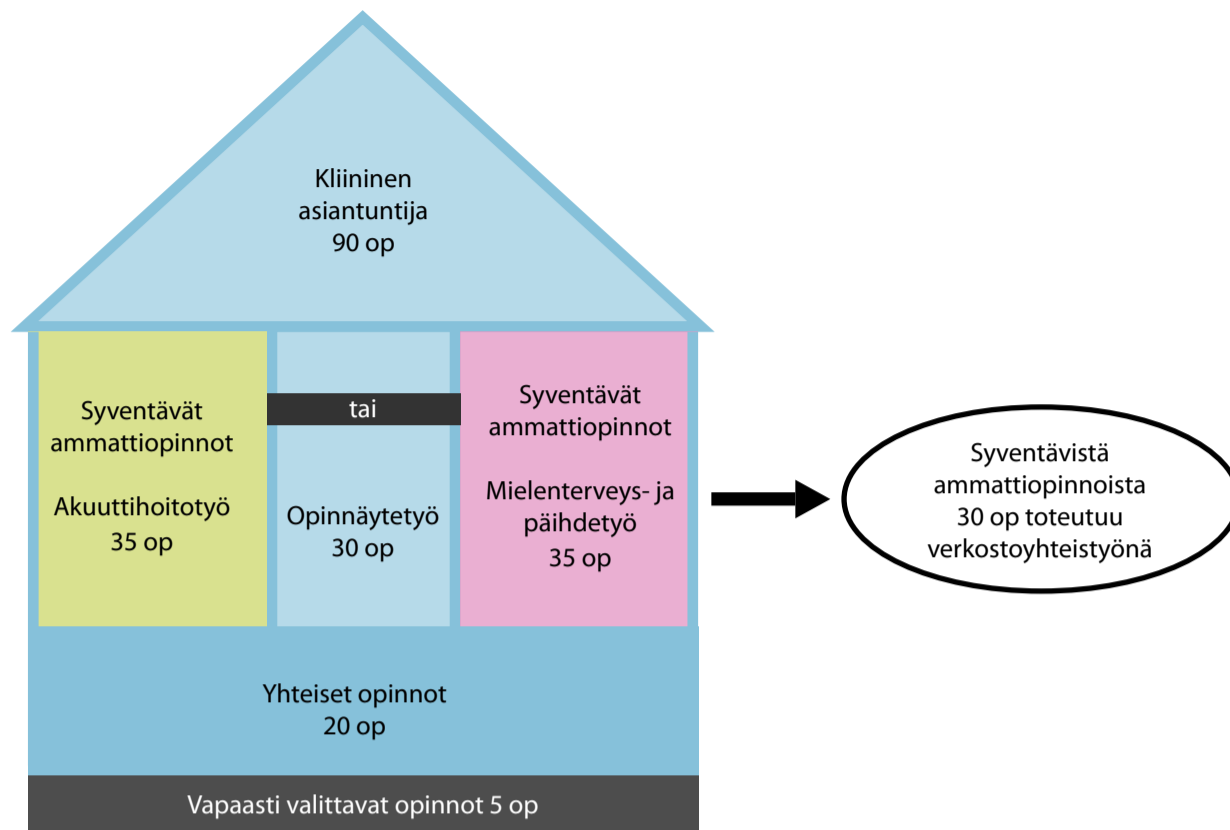 Kliininen
asiantuntija
90 op
Syventävät
ammattiopinnot
Akuuttihoitotyö
35 op
tai
Opinnäytetyö
30 op
Syventävät
ammattiopinnot
Mielenterveys- ja
päihdetyö
35 op
Syventävistä
ammattiopinnoista
30 op toteutuu
verkostoyhteistyönä
Yhteiset opinnot
20 op
Vapaasti valittavat opinnot 5 op